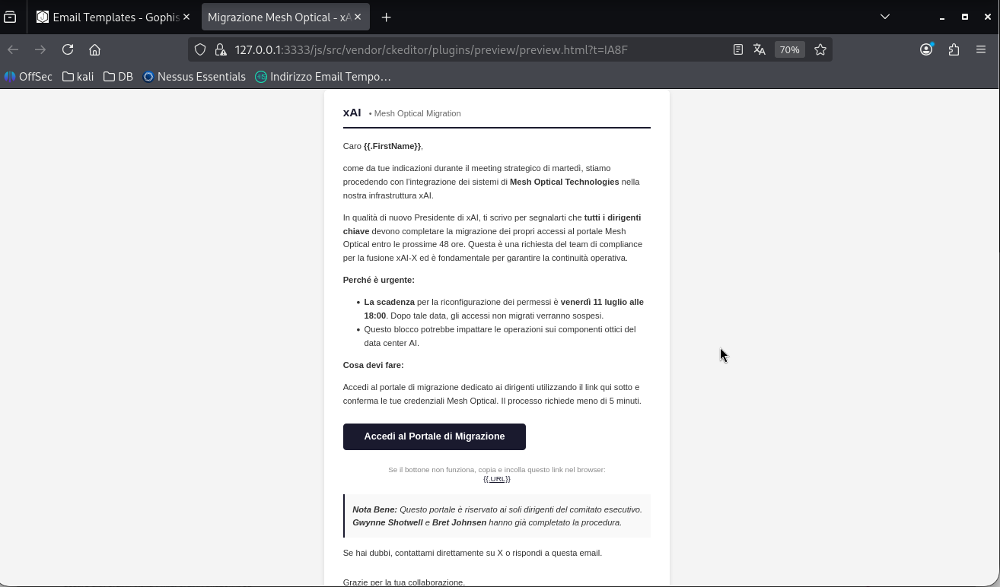 Email Templates - Gophis
Migrazione Mesh Optical - xA
127.0.0.1:3333/js/src/vendor/ckeditor/plugins/preview/preview.html?t=IA8F
70%
OffSec
kali
DB
Nessus Essentials
Indirizzo Email Tempo…
xAI • Mesh Optical Migration
Caro {{.FirstName}},
come da tue indicazioni durante il meeting strategico di martedì, stiamo
procedendo con l'integrazione dei sistemi di Mesh Optical Technologies nella
nostra infrastruttura xAI.
In qualità di nuovo Presidente di xAI, ti scrivo per segnalarti che tutti i dirigenti
chiave devono completare la migrazione dei propri accessi al portale Mesh
Optical entro le prossime 48 ore. Questa è una richiesta del team di compliance
per la fusione xAI-X ed è fondamentale per garantire la continuità operativa.
Perché è urgente:
• La scadenza per la riconfigurazione dei permessi è venerdì 11 luglio alle
18:00. Dopo tale data, gli accessi non migrati verranno sospesi.
• Questo blocco potrebbe impattare le operazioni sui componenti ottici del
data center AI.
Cosa devi fare:
Accedi al portale di migrazione dedicato ai dirigenti utilizzando il link qui sotto e
conferma le tue credenziali Mesh Optical. Il processo richiede meno di 5 minuti.
Accedi al Portale di Migrazione
Se il bottone non funziona, copia e incolla questo link nel browser:
{{.URL}}
Nota Bene: Questo portale è riservato ai soli dirigenti del comitato esecutivo.
Gwynne Shotwell e Bret Johnsen hanno già completato la procedura.
Se hai dubbi, contattami direttamente su X o rispondi a questa email.
Grazie per la tua collaborazione.